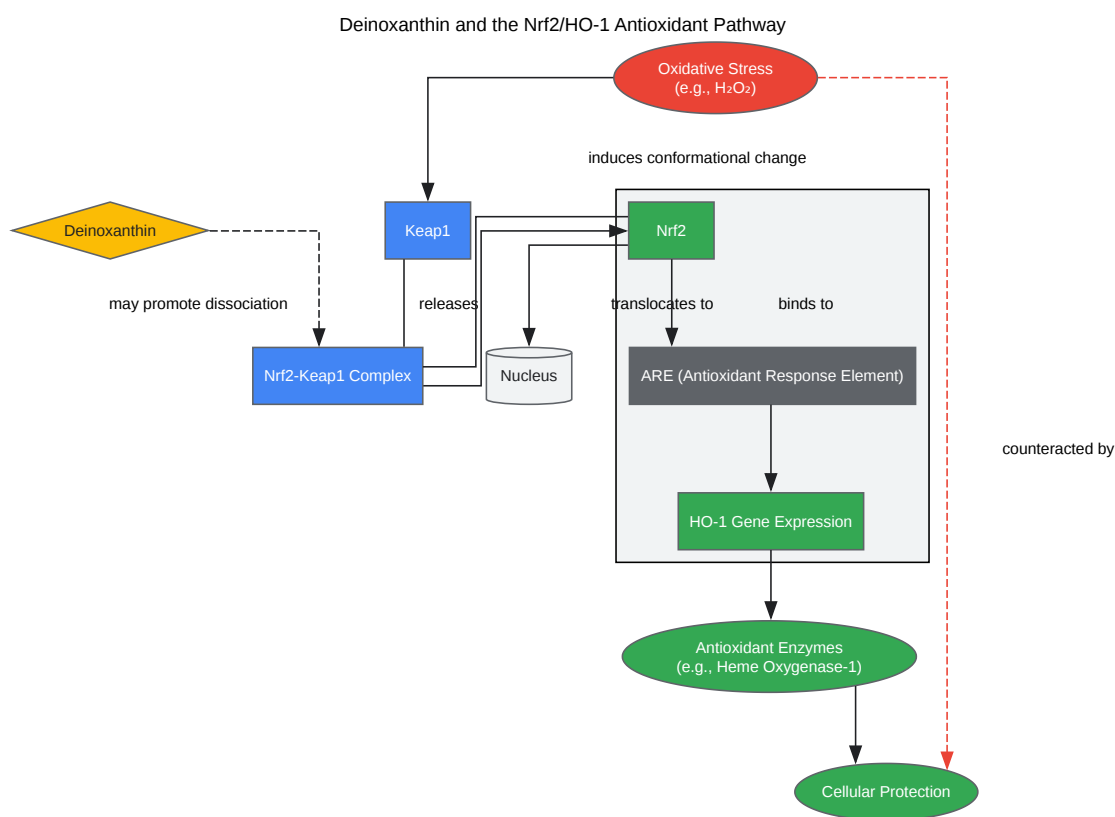 Deinoxanthin and the Nrf2/HO-1 Antioxidant Pathway
Oxidative Stress
(e.g., H₂O₂)
induces conformational change
Deinoxanthin
Keap1
Nrf2
may promote dissociation
releases
translocates to
binds to
Nrf2-Keap1 Complex
Nucleus
ARE (Antioxidant Response Element)
counteracted by
HO-1 Gene Expression
Antioxidant Enzymes
(e.g., Heme Oxygenase-1)
Cellular Protection